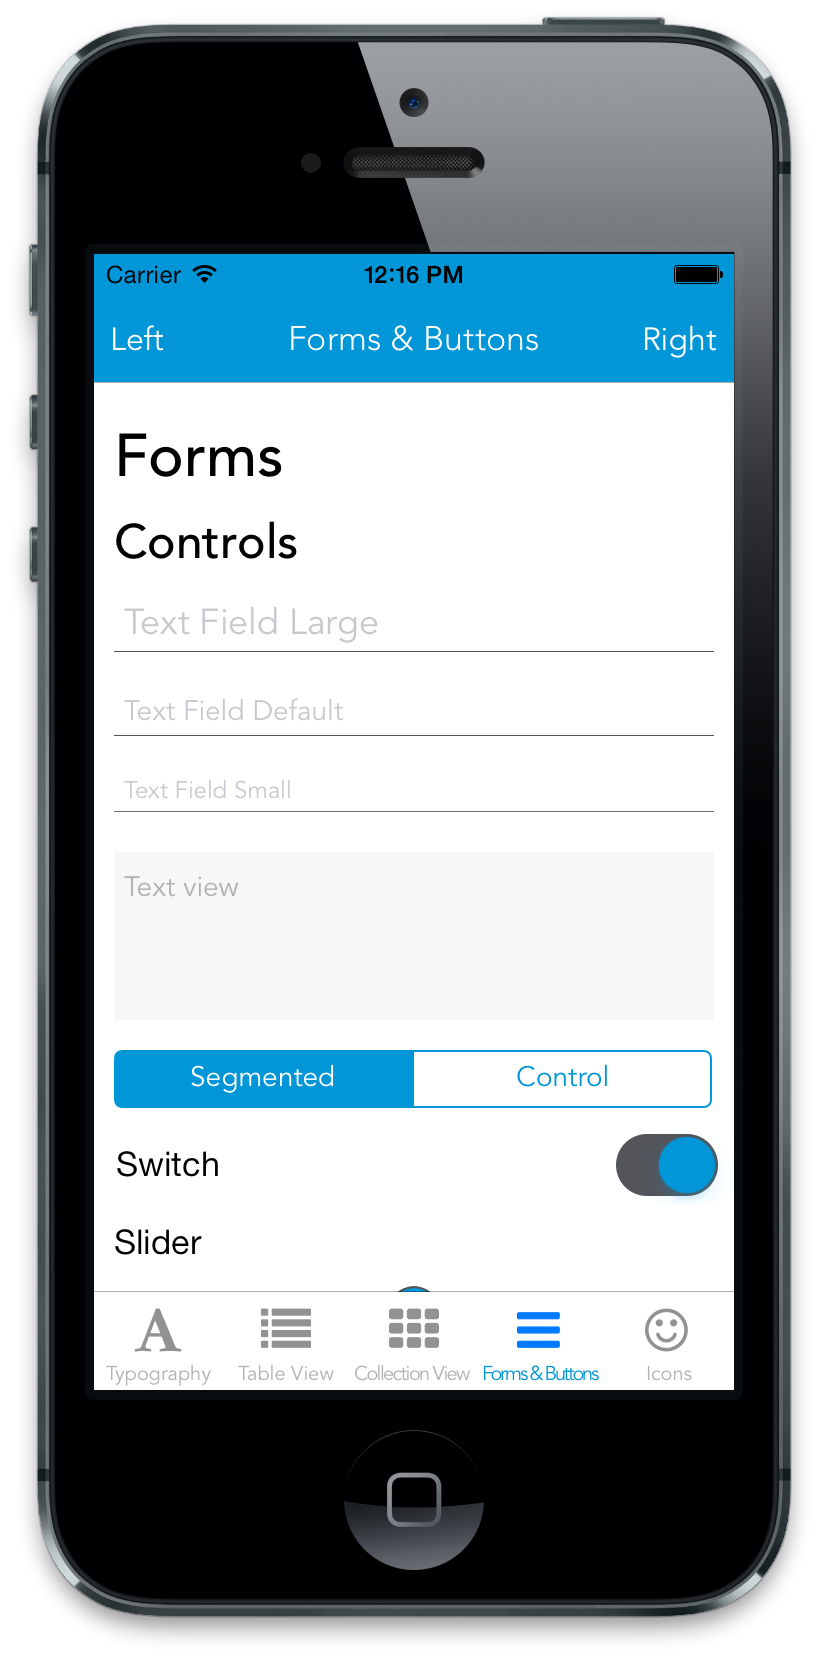 Carrier 12:16 PM
Left Forms & Buttons Right
Forms
Controls
Text Field Large
Text Field Default
Text Field Small
Text view
Segmented Control
Switch
Slider
Typography Table View Collection View Forms & Buttons Icons